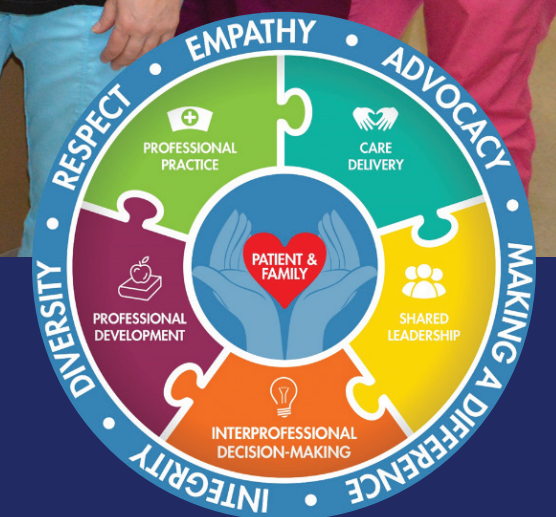 EMPATHY • ADVOCACY • MAKING A DIFFERENCE • INTEGRITY • DIVERSITY • RESPECT •
PROFESSIONAL
PRACTICE
CARE
DELIVERY
PATIENT &
FAMILY
PROFESSIONAL
DEVELOPMENT
SHARED
LEADERSHIP
INTERPROFESSIONAL
DECISION-MAKING